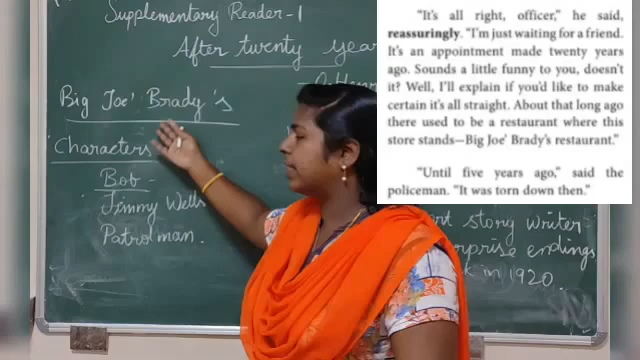 Supplementary Reader-1
After twenty year
O. Henry
Big Joe' Brady's
Characters
Bob -
Jimmy Wells
Patrolman.
short story writer
surprise endings
in 1920.
"It's all right, officer," he said,
reassuringly. "I'm just waiting for a friend.
It's an appointment made twenty years
ago. Sounds a little funny to you, doesn't
it? Well, I'll explain if you'd like to make
certain it's all straight. About that long ago
there used to be a restaurant where this
store stands—Big Joe' Brady's restaurant."
"Until five years ago," said the
policeman. "It was torn down then."